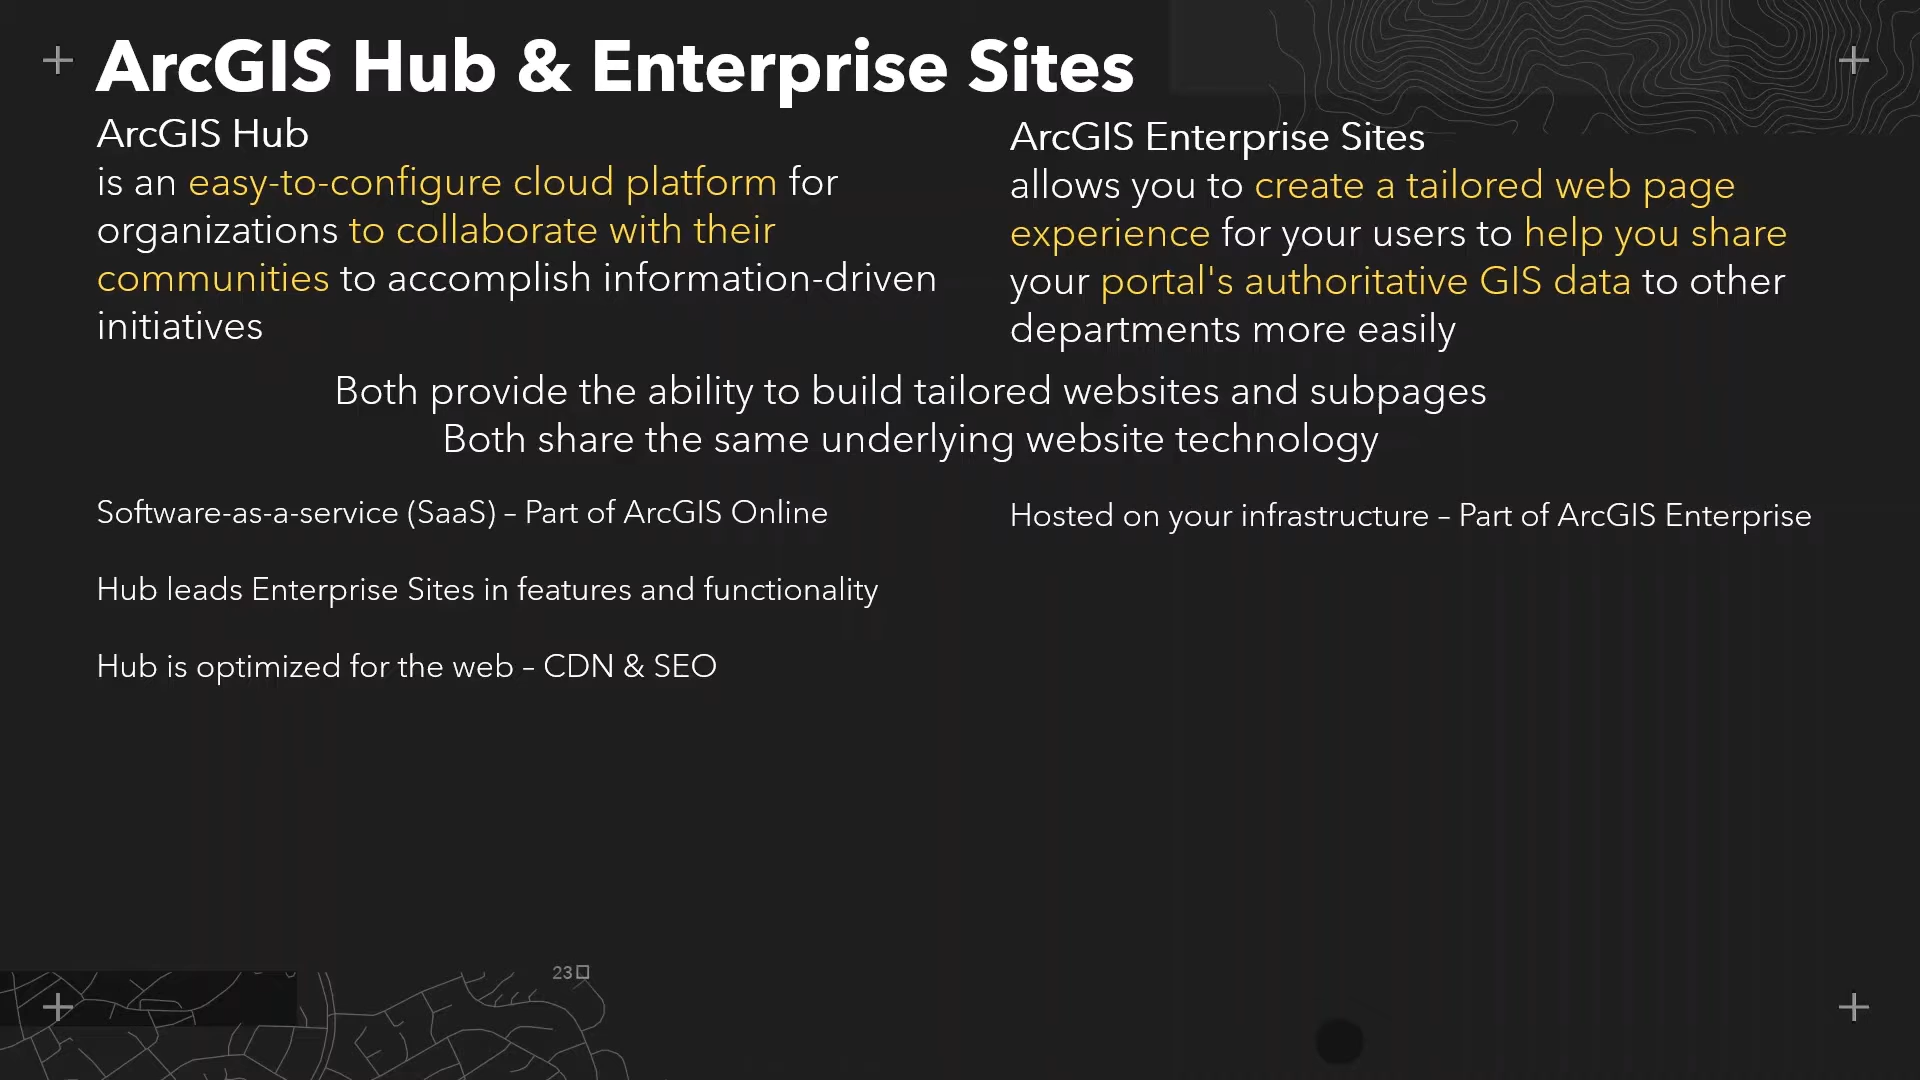 ArcGIS Hub & Enterprise Sites
ArcGIS Hub
is an easy-to-configure cloud platform for
organizations to collaborate with their
communities to accomplish information-driven
initiatives
ArcGIS Enterprise Sites
allows you to create a tailored web page
experience for your users to help you share
your portal's authoritative GIS data to other
departments more easily
Both provide the ability to build tailored websites and subpages
Both share the same underlying website technology
Software-as-a-service (SaaS) – Part of ArcGIS Online
Hub leads Enterprise Sites in features and functionality
Hub is optimized for the web – CDN & SEO
Hosted on your infrastructure – Part of ArcGIS Enterprise
23